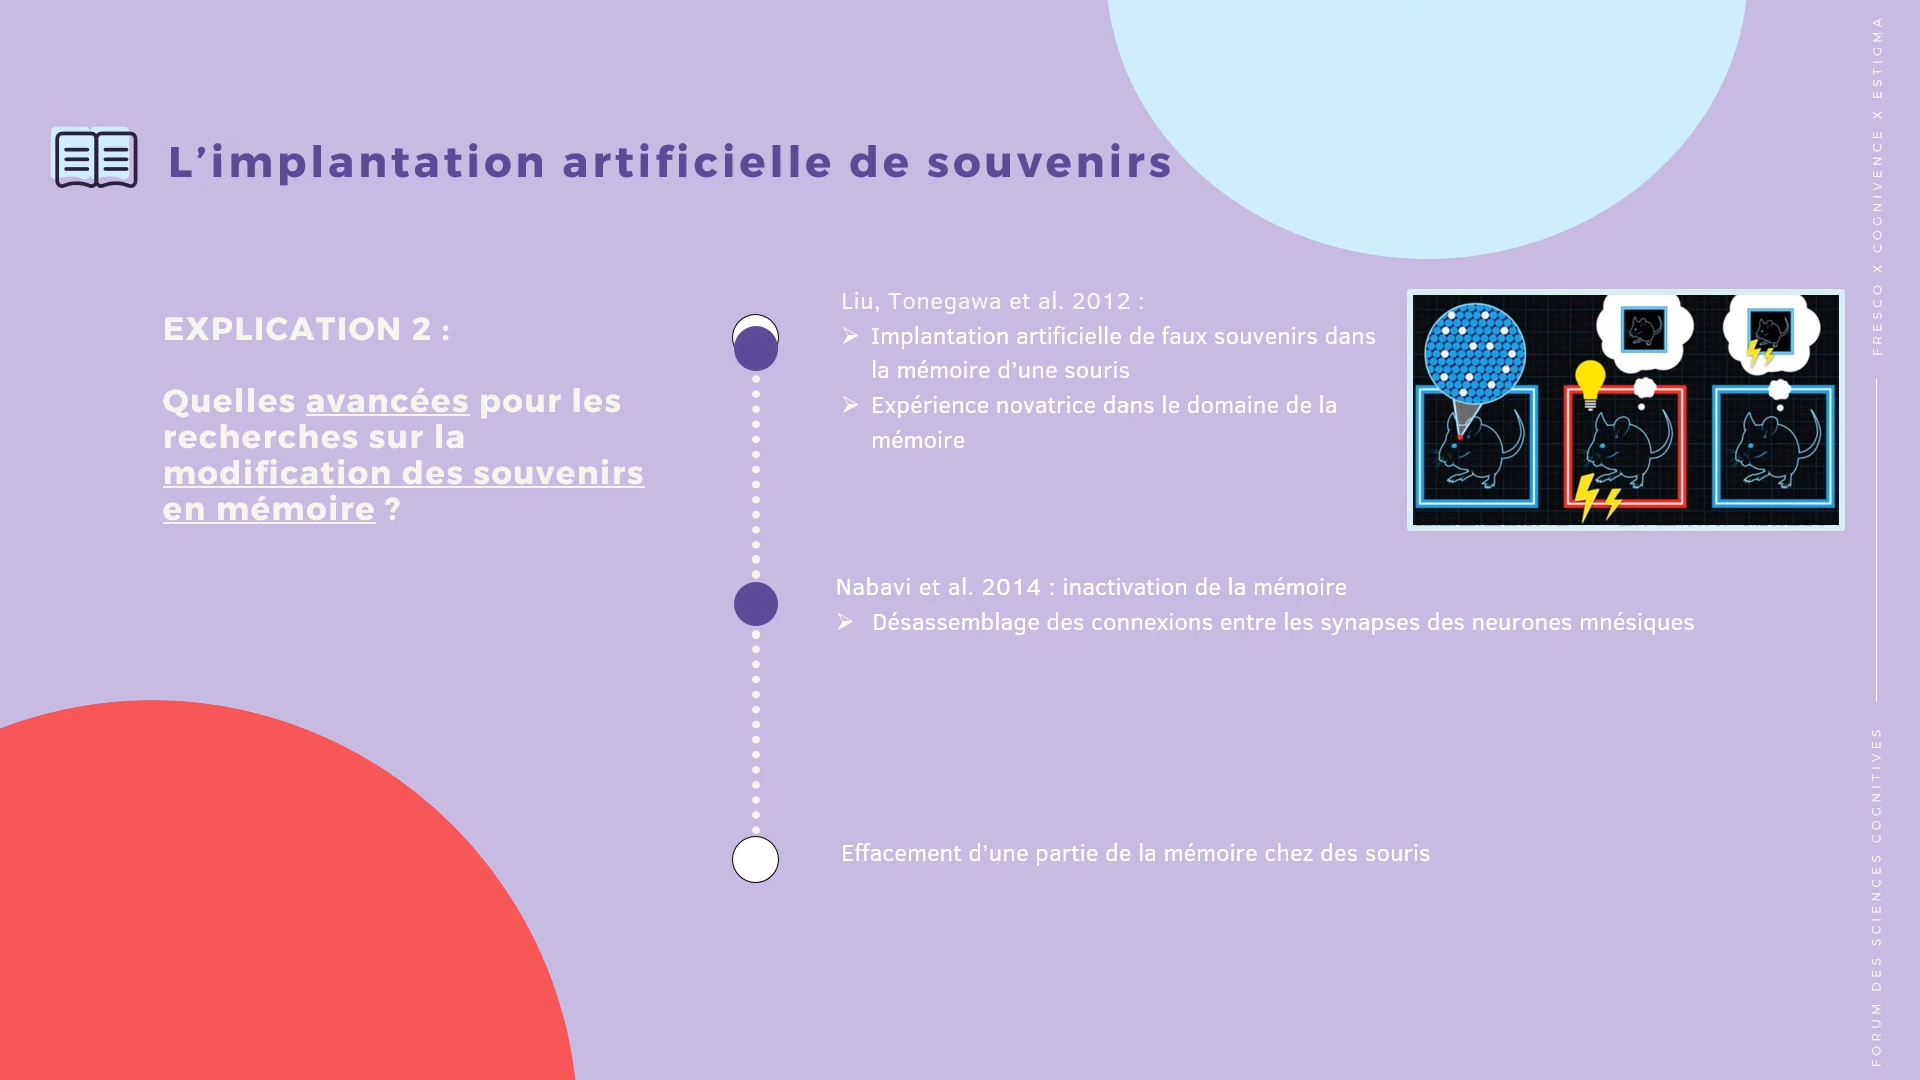 L’implantation artificielle de souvenirs
EXPLICATION 2 :
Quelles avancées pour les
recherches sur la
modification des souvenirs
en mémoire ?
Liu, Tonegawa et al. 2012 :
➢ Implantation artificielle de faux souvenirs dans
la mémoire d’une souris
➢ Expérience novatrice dans le domaine de la
mémoire
Nabavi et al. 2014 : inactivation de la mémoire
➢ Désassemblage des connexions entre les synapses des neurones mnésiques
Effacement d’une partie de la mémoire chez des souris
FRESCO X COGNIVENCE X ESTIGMA
FORUM DES SCIENCES COGNITIVES